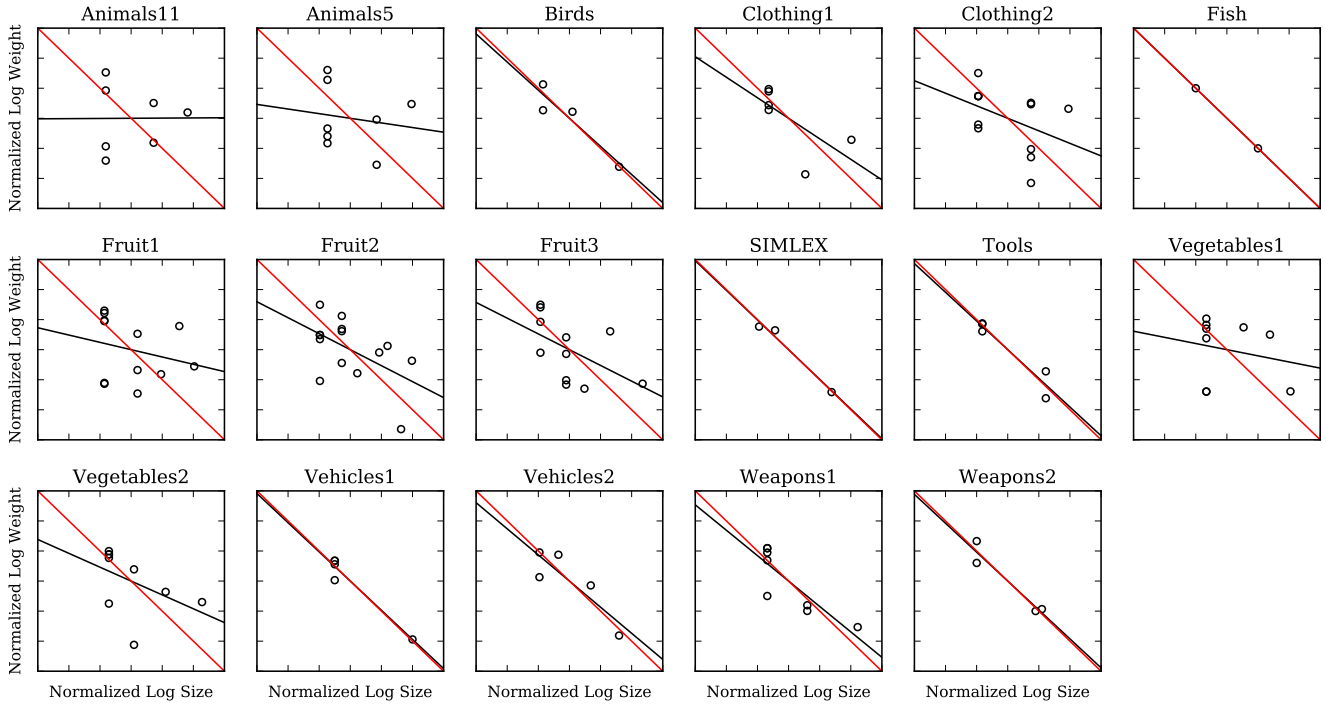 Animals11 Animals5 Birds Clothing1 Clothing2 Fish
Normalized Log Weight
Fruit1 Fruit2 Fruit3 SIMLEX Tools Vegetables1
Normalized Log Weight
Vegetables2 Vehicles1 Vehicles2 Weapons1 Weapons2
Normalized Log Weight
Normalized Log Size Normalized Log Size Normalized Log Size Normalized Log Size Normalized Log Size